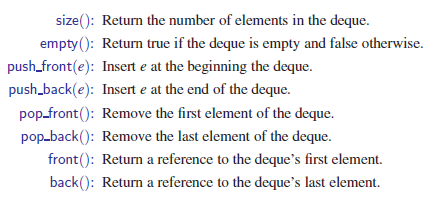 size(): Return the number of elements in the deque.
empty(): Return true if the deque is empty and false otherwise.
push_front(e): Insert e at the beginning the deque.
push_back(e): Insert e at the end of the deque.
pop_front(): Remove the first element of the deque.
pop_back(): Remove the last element of the deque.
front(): Return a reference to the deque's first element.
back(): Return a reference to the deque's last element.